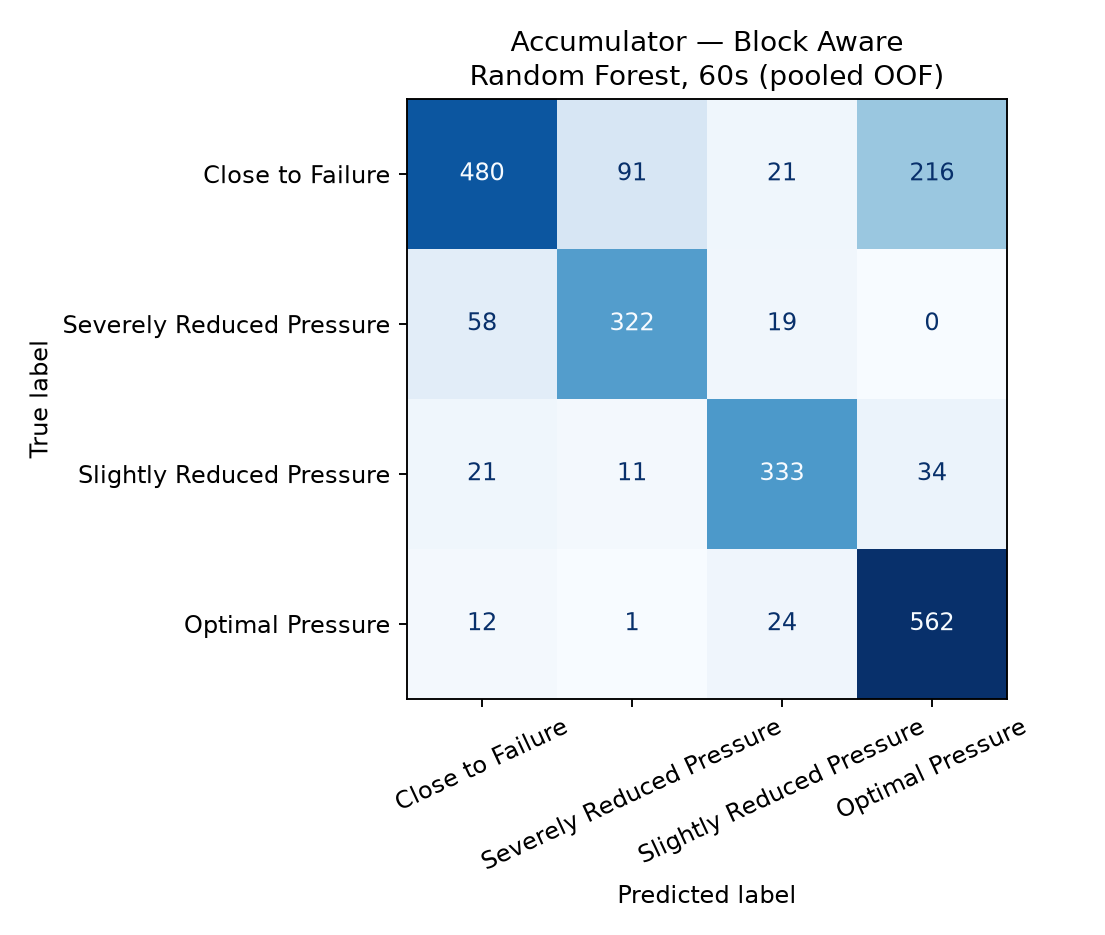 Accumulator — Block Aware
Random Forest, 60s (pooled OOF)
True label
Close to Failure
480 91 21 216
Severely Reduced Pressure
58 322 19 0
Slightly Reduced Pressure
21 11 333 34
Optimal Pressure
12 1 24 562
Close to Failure
Severely Reduced Pressure
Slightly Reduced Pressure
Optimal Pressure
Predicted label